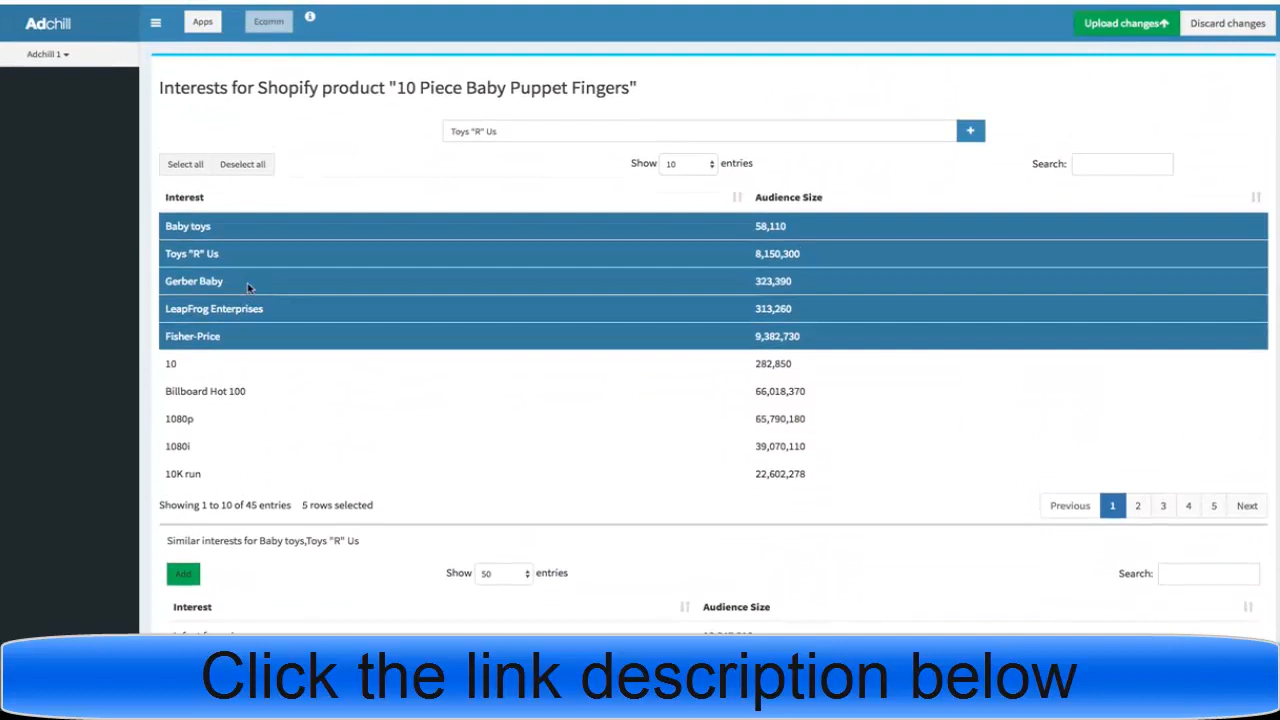 Adchill
Apps
Ecomm
Upload changes
Discard changes
Adchill 1
Interests for Shopify product "10 Piece Baby Puppet Fingers"
Toys "R" Us
+
Select all
Deselect all
Show 10 entries
Search:
Interest
Audience Size
Baby toys 58,110
Toys "R" Us 8,150,300
Gerber Baby 323,390
LeapFrog Enterprises 313,260
Fisher-Price 9,382,730
10 282,850
Billboard Hot 100 66,018,370
1080p 65,790,180
1080i 39,070,110
10K run 22,602,278
Showing 1 to 10 of 45 entries 5 rows selected
Previous 1 2 3 4 5 Next
Similar interests for Baby toys,Toys "R" Us
Add
Show 50 entries
Search:
Interest
Audience Size
Click the link description below